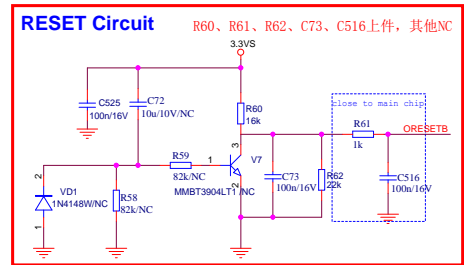 RESET Circuit
R60、R61、R62、C73、C516上件，其他NC
3.3VS
C525
100n/16V
C72
10u/10V/NC
R60
16k
close to main chip
R61
1k
ORESETB
R59
82k/NC
1
3
2
V7
MMBT3904LT1 /NC
C73
100n/16V
R62
22k
C516
100n/16V
2
VD1
1N4148W/NC
1
R58
82k/NC